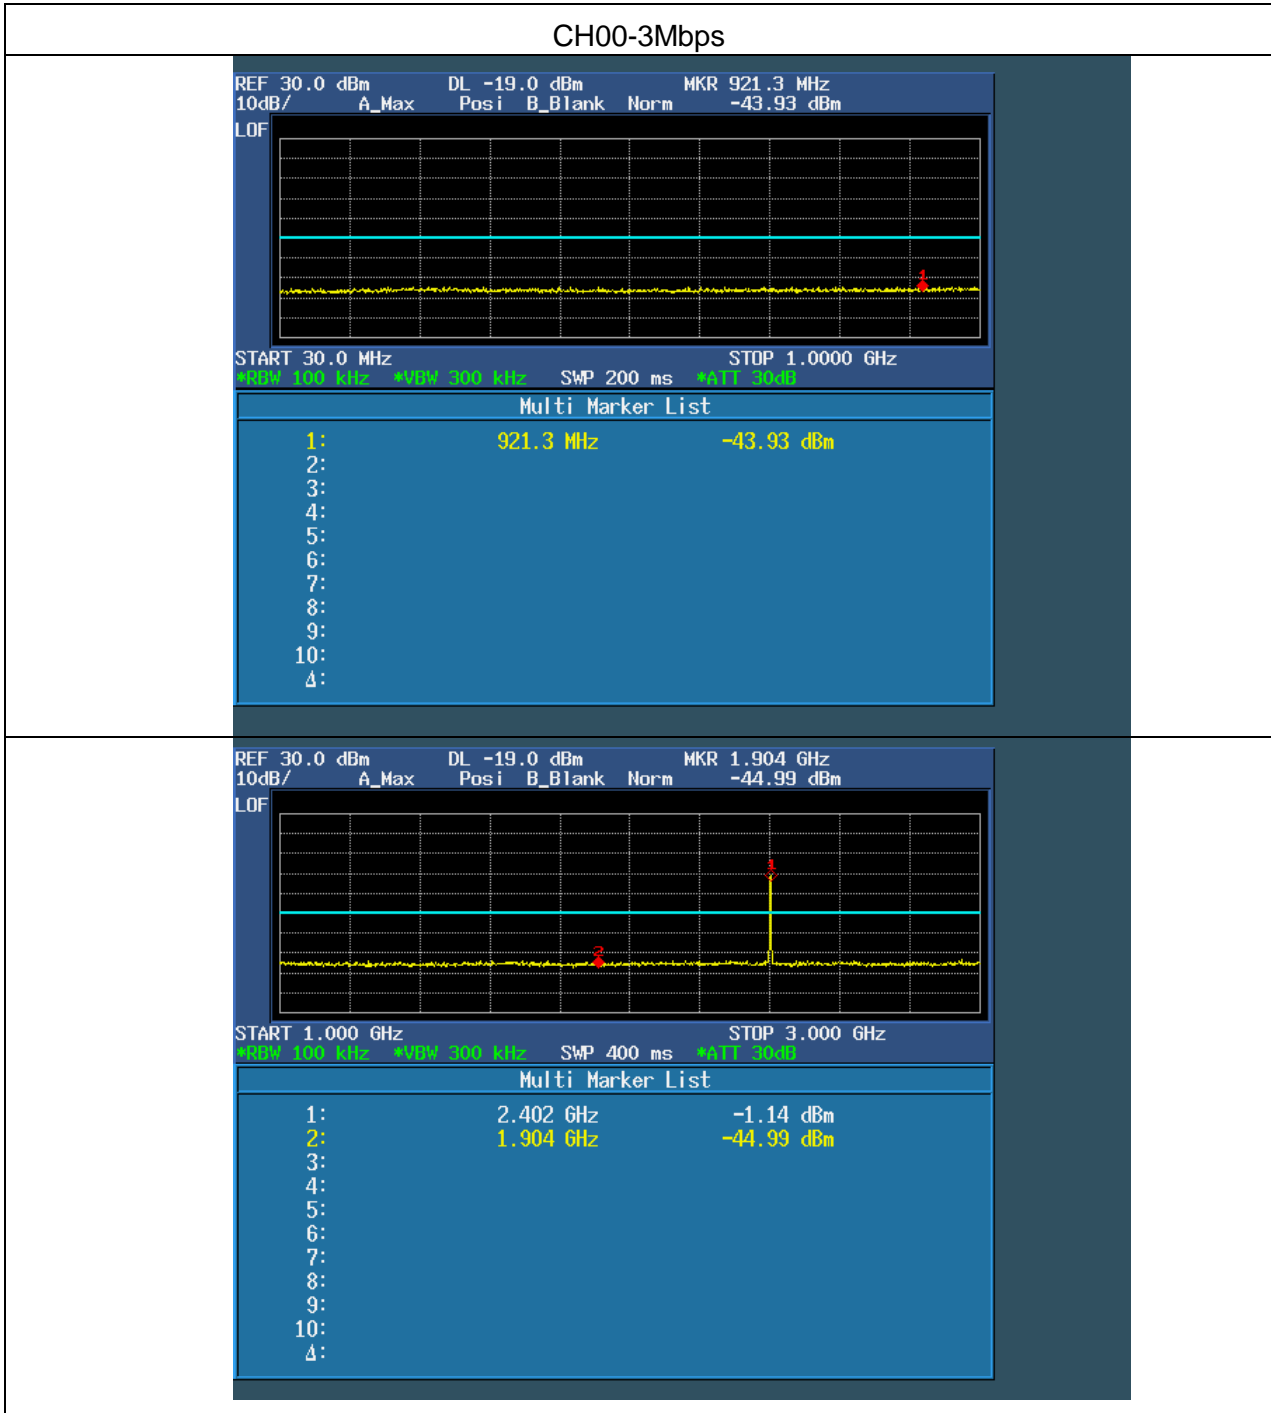 CH00-3Mbps
REF 30.0 dBm DL -19.0 dBm MKR 921.3 MHz
10dB/ A_Max Posi B_Blank Norm -43.93 dBm
LOF
1
START 30.0 MHz STOP 1.0000 GHz
*RBW 100 kHz *VBW 300 kHz SWP 200 ms *ATT 30dB
Multi Marker List
1: 921.3 MHz -43.93 dBm
2:
3:
4:
5:
6:
7:
8:
9:
10:
Δ:
REF 30.0 dBm DL -19.0 dBm MKR 1.904 GHz
10dB/ A_Max Posi B_Blank Norm -44.99 dBm
LOF
1
2
START 1.000 GHz STOP 3.000 GHz
*RBW 100 kHz *VBW 300 kHz SWP 400 ms *ATT 30dB
Multi Marker List
1: 2.402 GHz -1.14 dBm
2: 1.904 GHz -44.99 dBm
3:
4:
5:
6:
7:
8:
9:
10:
Δ: